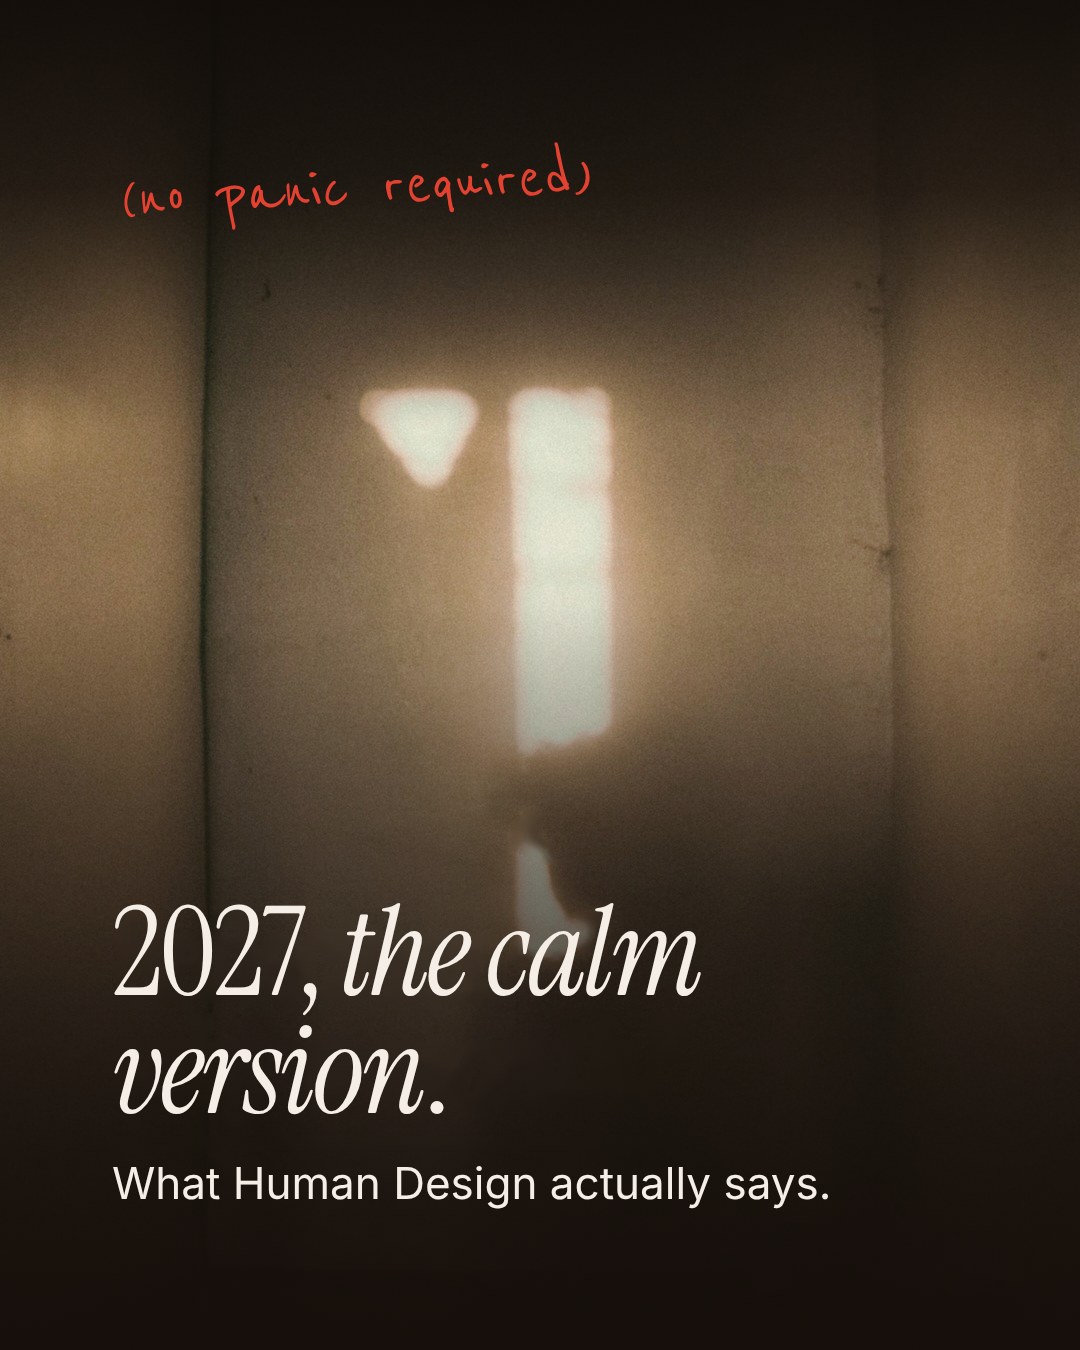 (no panic required)
2027, the calm
version.
What Human Design actually says.